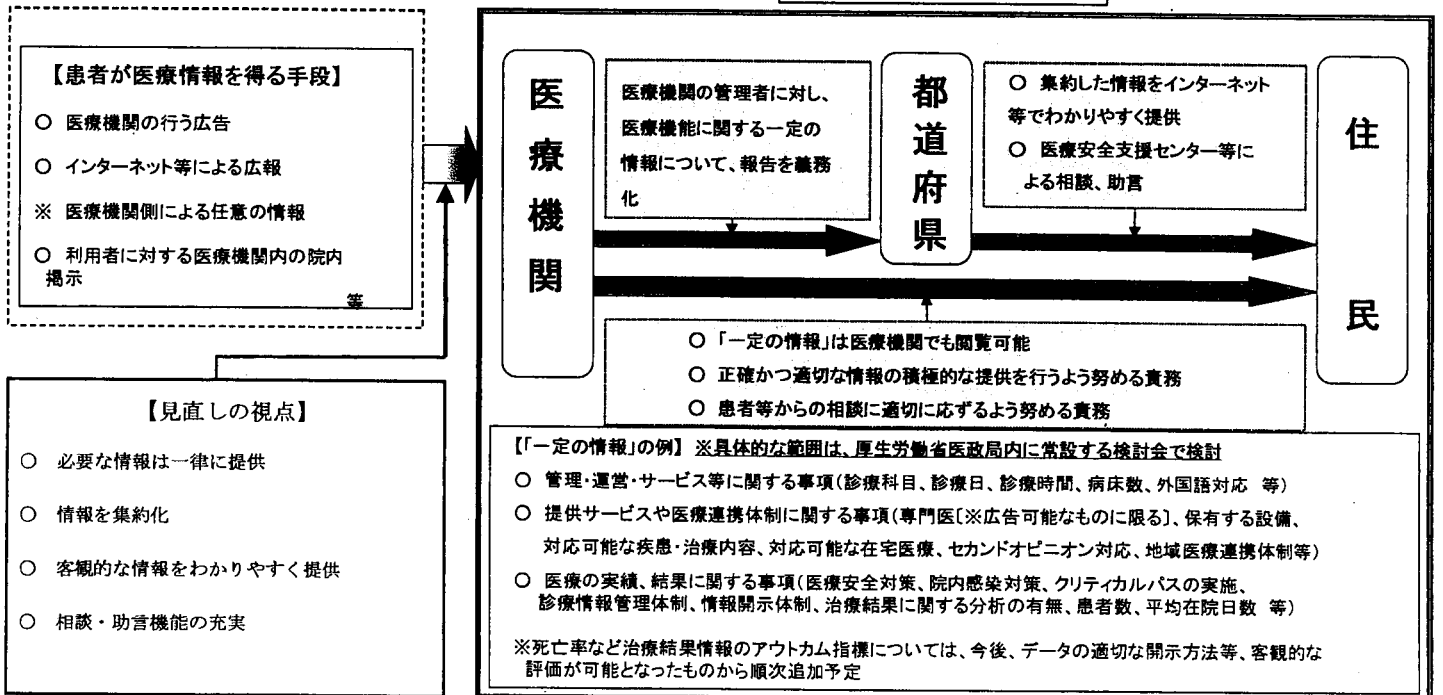 【患者が医療情報を得る手段】
○ 医療機関の行う広告
○ インターネット等による広報
※ 医療機関側による任意の情報
○ 利用者に対する医療機関内の院内
掲示
等
【見直しの視点】
○ 必要な情報は一律に提供
○ 情報を集約化
○ 客観的な情報をわかりやすく提供
○ 相談・助言機能の充実
医療機関
医療機関の管理者に対し、
医療機能に関する一定の
情報について、報告を義務
化
都道府県
○ 集約した情報をインターネット
等でわかりやすく提供
○ 医療安全支援センター等に
よる相談、助言
住民
○ 「一定の情報」は医療機関でも閲覧可能
○ 正確かつ適切な情報の積極的な提供を行うよう努める責務
○ 患者等からの相談に適切に応ずるよう努める責務
【「一定の情報」の例】 ※具体的な範囲は、厚生労働省医政局内に常設する検討会で検討
○ 管理・運営・サービス等に関する事項(診療科目、診療日、診療時間、病床数、外国語対応 等)
○ 提供サービスや医療連携体制に関する事項(専門医〔※広告可能なものに限る〕、保有する設備、
対応可能な疾患・治療内容、対応可能な在宅医療、セカンドオピニオン対応、地域医療連携体制等)
○ 医療の実績、結果に関する事項(医療安全対策、院内感染対策、クリティカルパスの実施、
診療情報管理体制、情報開示体制、治療結果に関する分析の有無、患者数、平均在院日数 等)
※死亡率など治療結果情報のアウトカム指標については、今後、データの適切な開示方法等、客観的な
評価が可能となったものから順次追加予定